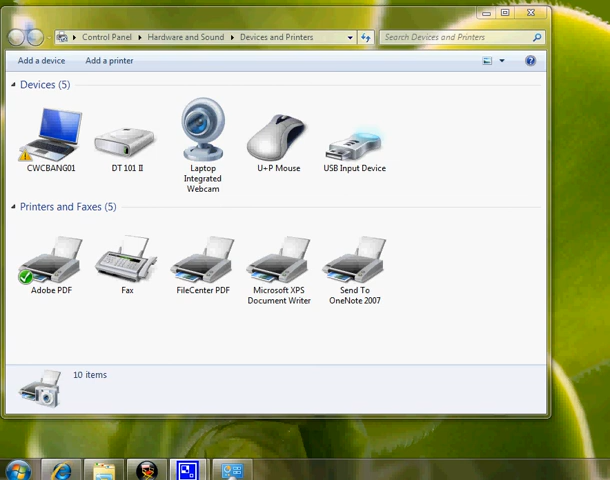 Control Panel Hardware and Sound Devices and Printers Search Devices and Printers
Add a device Add a printer
Devices (5)
CWCBANG01 DT 101 II Laptop U+P Mouse USB Input Device
Integrated
Webcam
Printers and Faxes (5)
Adobe PDF Fax FileCenter PDF Microsoft XPS Send To
Document Writer OneNote 2007
10 items